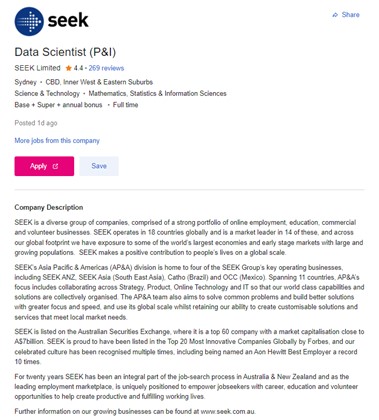 seek
Share
Data Scientist (P&I)
SEEK Limited ★ 4.4 • 269 reviews
Sydney • CBD, Inner West & Eastern Suburbs
Science & Technology • Mathematics, Statistics & Information Sciences
Base + Super + annual bonus • Full time
Posted 1d ago
More jobs from this company
Apply
Save
Company Description
SEEK is a diverse group of companies, comprised of a strong portfolio of online employment, education, commercial
and volunteer businesses. SEEK operates in 18 countries globally and is a market leader in 14 of these, and across
our global footprint we have exposure to some of the world's largest economies and early stage markets with large and
growing populations. SEEK makes a positive contribution to people's lives on a global scale.
SEEK's Asia Pacific & Americas (AP&A) division is home to four of the SEEK Group's key operating businesses,
including SEEK ANZ, SEEK Asia (South East Asia), Catho (Brazil) and OCC (Mexico). Spanning 11 countries, AP&A's
focus includes collaborating across Strategy, Product, Online Technology and IT so that our world class capabilities and
solutions are collectively organised. The AP&A team also aims to solve common problems and build better solutions
with greater focus and speed, and use its global scale whilst retaining our ability to create customisable solutions and
services that meet local market needs.
SEEK is listed on the Australian Securities Exchange, where it is a top 60 company with a market capitalisation close to
A$7billion. SEEK is proud to have been listed in the Top 20 Most Innovative Companies Globally by Forbes, and our
celebrated culture has been recognised multiple times, including being named an Aon Hewitt Best Employer a record
10 times.
For twenty years SEEK has been an integral part of the job-search process in Australia & New Zealand and as the
leading employment marketplace, is uniquely positioned to empower jobseekers with career, education and volunteer
opportunities to help create productive and fulfilling working lives.
Further information on our growing businesses can be found at www.seek.com.au.